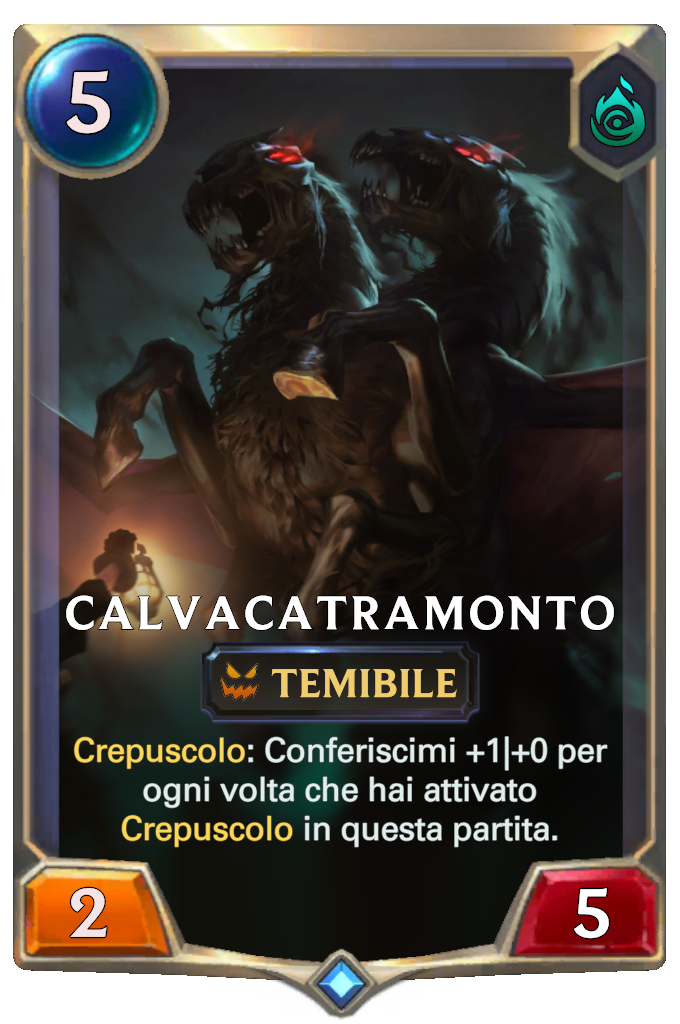 5
CALVACATRAMONTO
TEMIBILE
Crepuscolo: Conferiscimi +1|+0 per
ogni volta che hai attivato
Crepuscolo in questa partita.
2
5